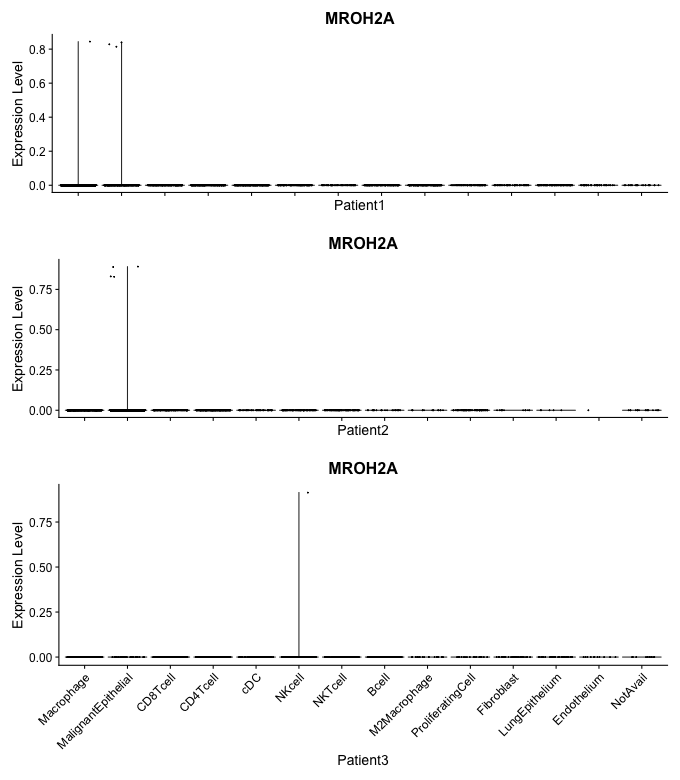 MROH2A
Expression Level
0.8
0.6
0.4
0.2
0.0
Patient1
MROH2A
Expression Level
0.75
0.50
0.25
0.00
Patient2
MROH2A
Expression Level
0.75
0.50
0.25
0.00
Macrophage
MalignantEpithelial
CD8Tcell
CD4Tcell
cDC
NKcell
NKTcell
Bcell
M2Macrophage
ProliferatingCell
Fibroblast
LungEpithelium
Endothelium
NotAvail
Patient3